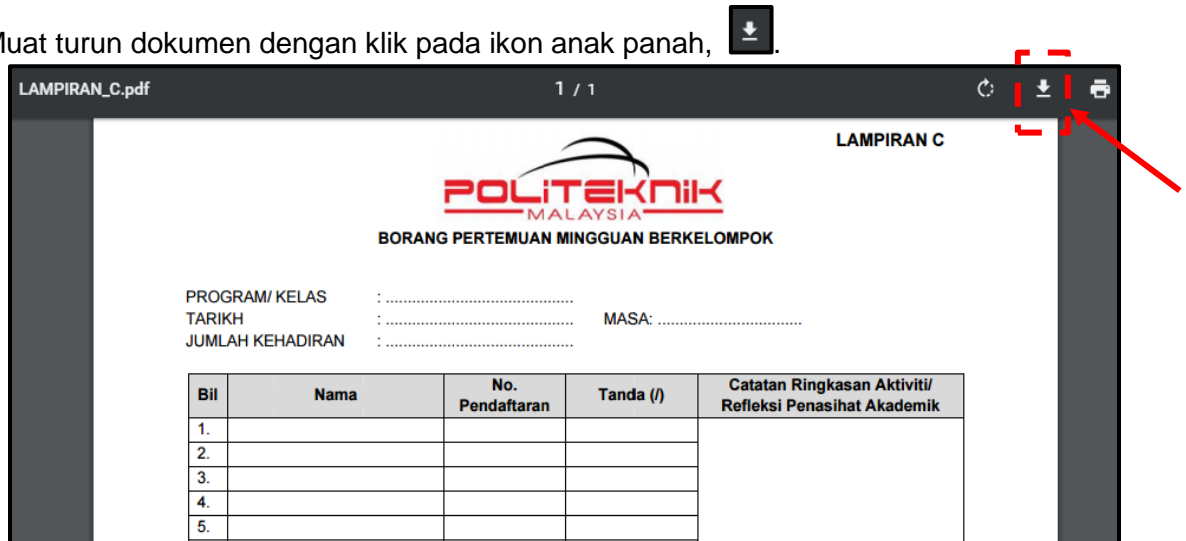 Muat turun dokumen dengan klik pada ikon anak panah, .
LAMPIRAN_C.pdf 1 / 1
LAMPIRAN C
POLiTEKNiK
MALAYSIA
BORANG PERTEMUAN MINGGUAN BERKELOMPOK
PROGRAM/ KELAS : ...........................................
TARIKH : ........................................... MASA: .................................
JUMLAH KEHADIRAN : ...........................................
Bil Nama No. Pendaftaran Tanda (/) Catatan Ringkasan Aktiviti/ Refleksi Penasihat Akademik
1.
2.
3.
4.
5.